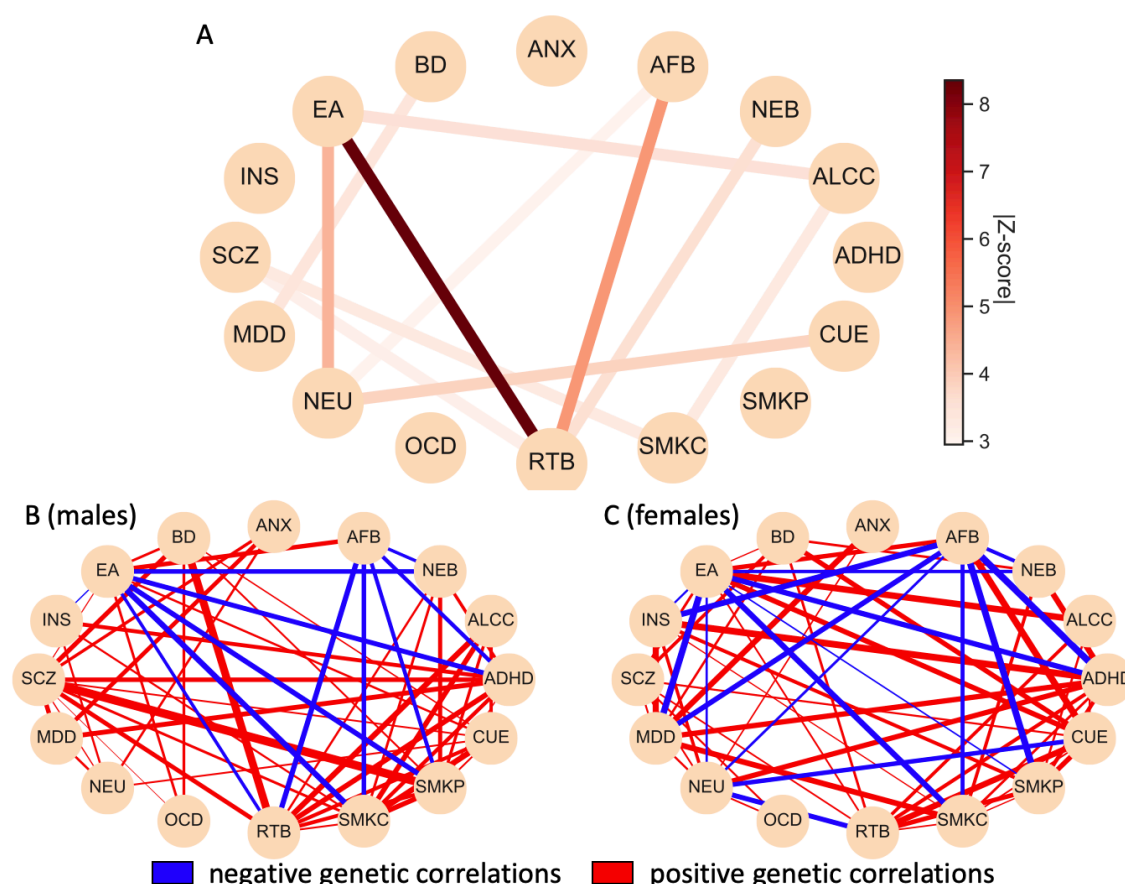 A
ANX
BD
AFB
EA
NEB
INS
ALCC
SCZ
ADHD
MDD
CUE
NEU
SMKP
OCD
RTB
SMKC
8
7
6
5
4
3
|Z-score|
B (males)
ANX
BD
AFB
EA
NEB
INS
ALCC
SCZ
ADHD
MDD
CUE
NEU
SMKP
OCD
RTB
SMKC
C (females)
ANX
BD
AFB
EA
NEB
INS
ALCC
SCZ
ADHD
MDD
CUE
NEU
SMKP
OCD
RTB
SMKC
negative genetic correlations
positive genetic correlations